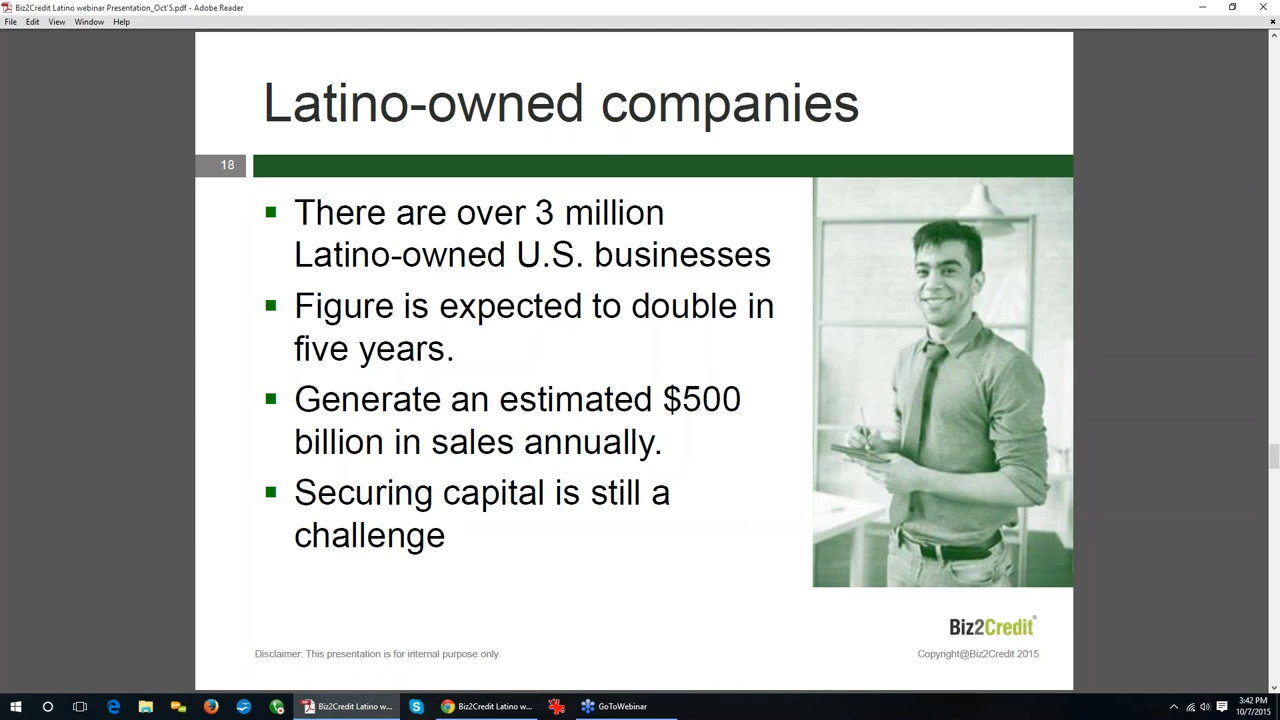 Biz2Credit Latino webinar Presentation_Oct'5.pdf - Adobe Reader
File Edit View Window Help
Latino-owned companies
18
There are over 3 million
Latino-owned U.S. businesses
Figure is expected to double in
five years.
Generate an estimated $500
billion in sales annually.
Securing capital is still a
challenge
Biz2Credit®
Disclaimer: This presentation is for internal purpose only.
Copyright@Biz2Credit 2015
Biz2Credit Latino w...
Biz2Credit Latino w...
GoToWebinar
3:42 PM
10/7/2015